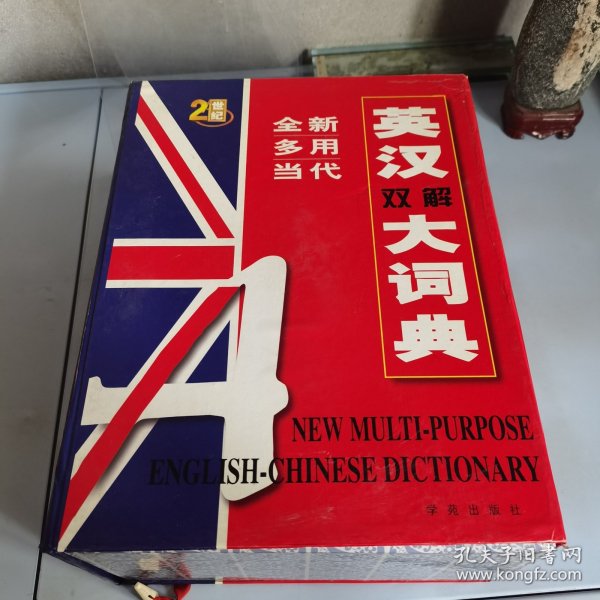 21世纪
全新
多用
当代
英汉
双解
大词典
NEW MULTI-PURPOSE
ENGLISH-CHINESE DICTIONARY
学苑出版社
孔夫子旧书网
www.kongfz.com